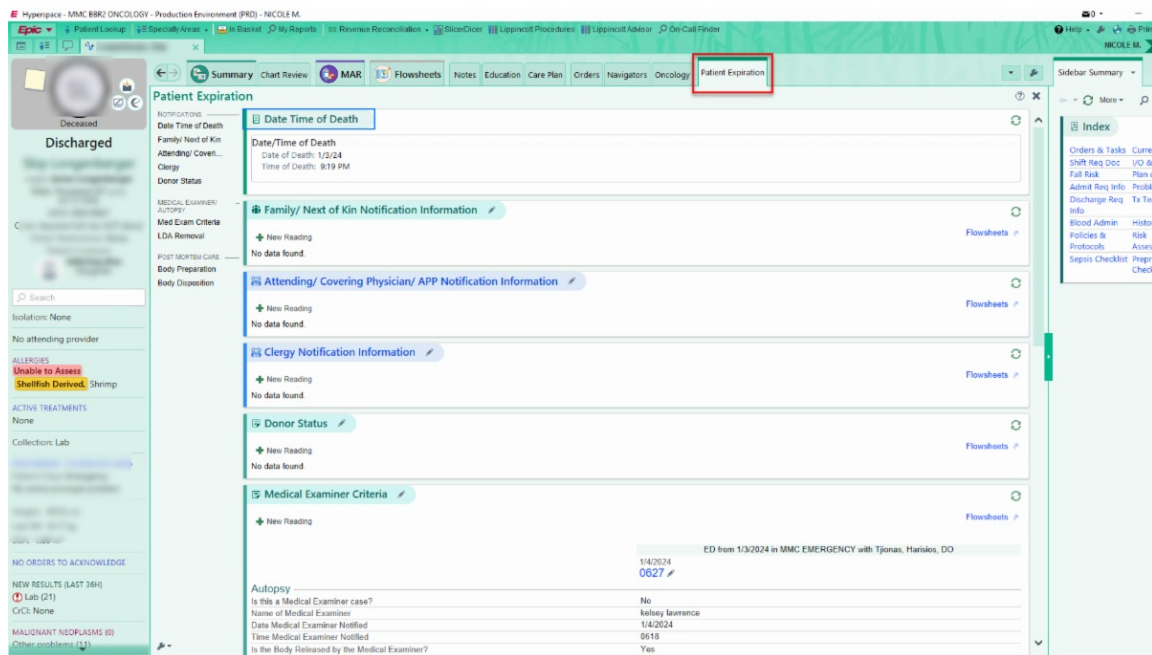 Hyperspace - MMC BBR2 ONCOLOGY - Production Environment (PRD) - NICOLE M.
Epic Patient Lookup Specialty Areas In Basket My Reports Revenue Reconciliation SlicerDicer Lippincott Procedures Lippincott Advisor On-Call Finder Help Print
NICOLE M.
Summary Chart Review MAR Flowsheets Notes Education Care Plan Orders Navigators Oncology Patient Expiration
Sidebar Summary
Deceased
Discharged
Search
Isolation: None
No attending provider
ALLERGIES
Unable to Assess
Shellfish Derived, Shrimp
ACTIVE TREATMENTS
None
Collection: Lab
NO ORDERS TO ACKNOWLEDGE
NEW RESULTS (LAST 36H)
Lab (21)
CrCl: None
MALIGNANT NEOPLASMS (0)
Other problems (11)
Patient Expiration
NOTIFICATIONS
Date Time of Death
Family/ Next of Kin
Attending/ Coveri...
Clergy
Donor Status
MEDICAL EXAMINER/
AUTOPSY
Med Exam Criteria
LDA Removal
POST MORTEM CARE
Body Preparation
Body Disposition
Date Time of Death
Date/Time of Death
Date of Death: 1/3/24
Time of Death: 9:19 PM
Family/ Next of Kin Notification Information
New Reading
Flowsheets
No data found.
Attending/ Covering Physician/ APP Notification Information
New Reading
Flowsheets
No data found.
Clergy Notification Information
New Reading
Flowsheets
No data found.
Donor Status
New Reading
Flowsheets
No data found.
Medical Examiner Criteria
New Reading
Flowsheets
ED from 1/3/2024 in MMC EMERGENCY with Tjionas, Harisios, DO
1/4/2024
0627
Autopsy
Is this a Medical Examiner case? No
Name of Medical Examiner kelsey lawrence
Date Medical Examiner Notified 1/4/2024
Time Medical Examiner Notified 0618
Is the Body Released by the Medical Examiner? Yes
More
Index
Orders & Tasks
Shift Req Doc I/O &
Fall Risk Plan
Admit Req Info
Discharge Req
Info
Blood Admin
Policies & Risk
Protocols
Sepsis Checklist